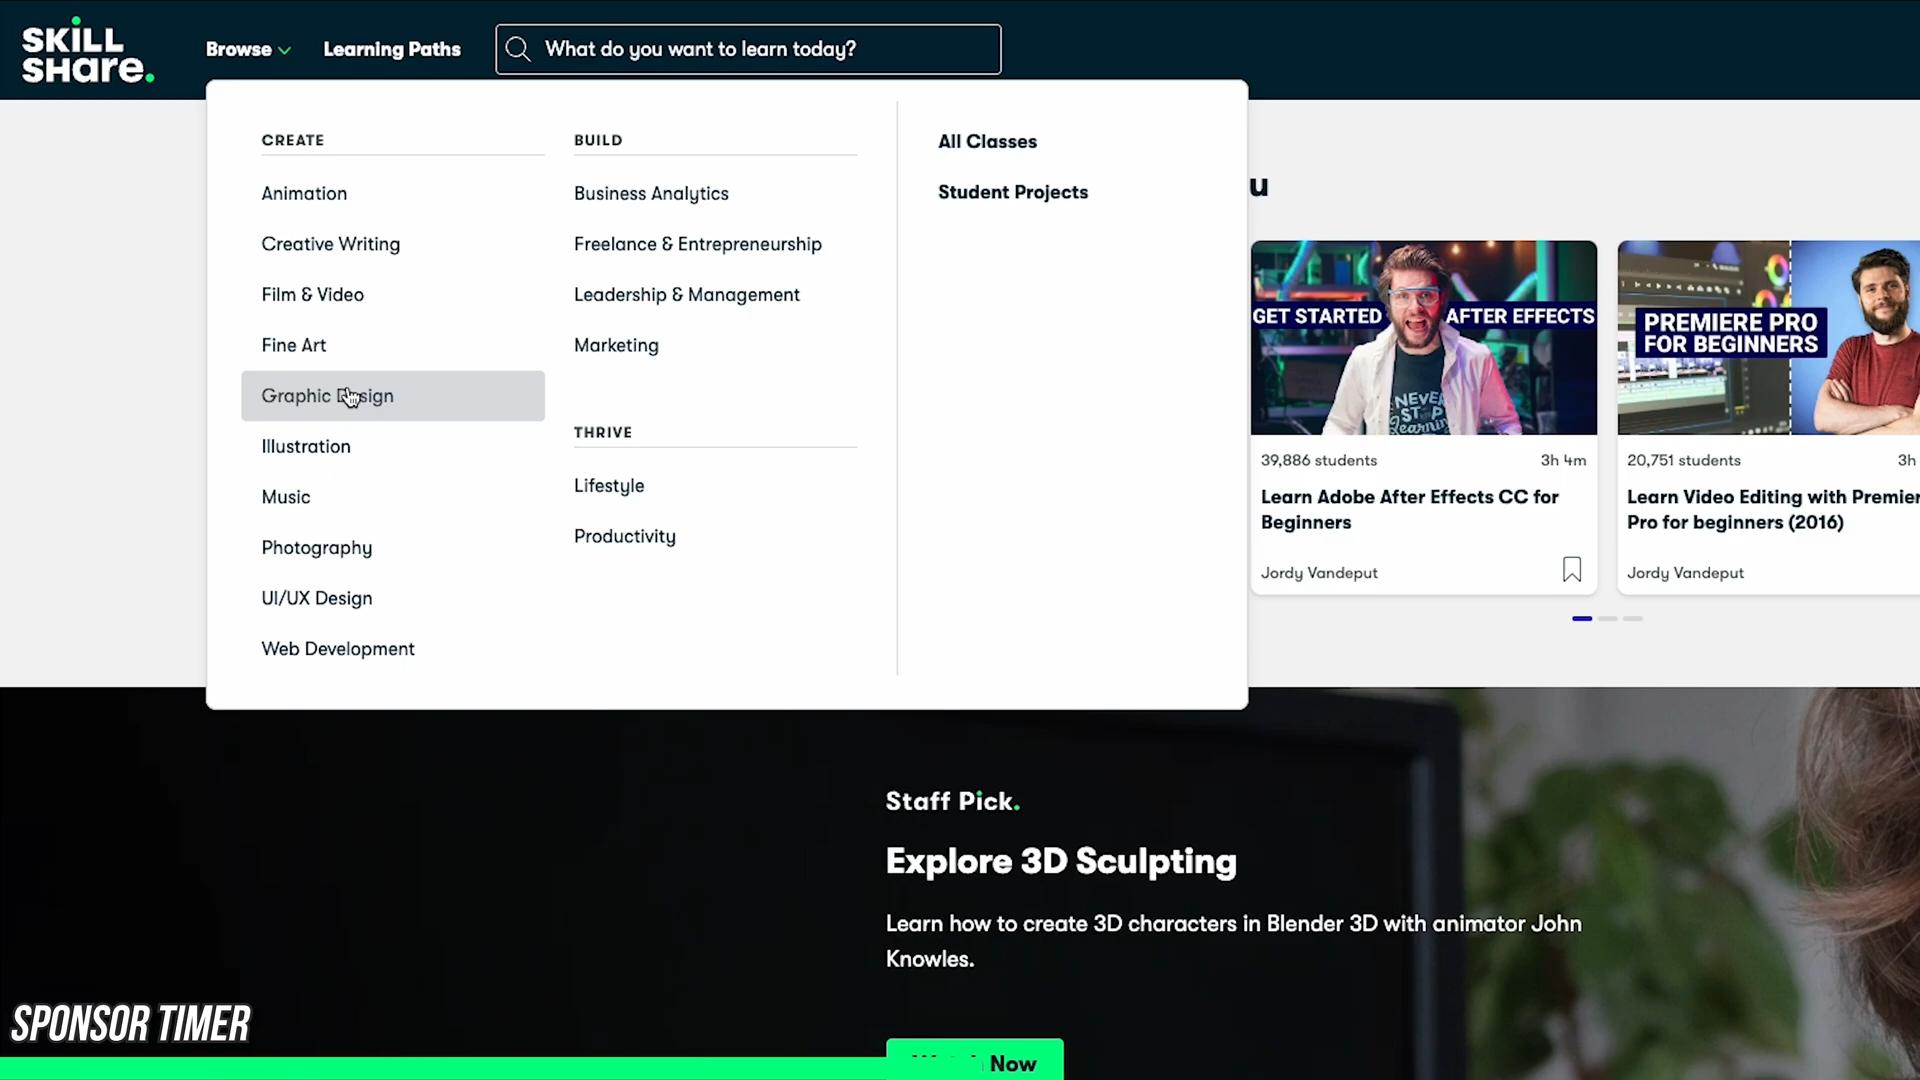 SKILL
SHARE.
Browse
Learning Paths
What do you want to learn today?
CREATE
Animation
Creative Writing
Film & Video
Fine Art
Graphic Design
Illustration
Music
Photography
UI/UX Design
Web Development
BUILD
Business Analytics
Freelance & Entrepreneurship
Leadership & Management
Marketing
THRIVE
Lifestyle
Productivity
All Classes
Student Projects
u
GET STARTED AFTER EFFECTS
NEVER
STOP
Learning
39,886 students
3h 4m
Learn Adobe After Effects CC for
Beginners
Jordy Vandeput
PREMIERE PRO
FOR BEGINNERS
20,751 students
3h
Learn Video Editing with Premier
Pro for beginners (2016)
Jordy Vandeput
Staff Pick.
Explore 3D Sculpting
Learn how to create 3D characters in Blender 3D with animator John
Knowles.
Now
SPONSOR TIMER